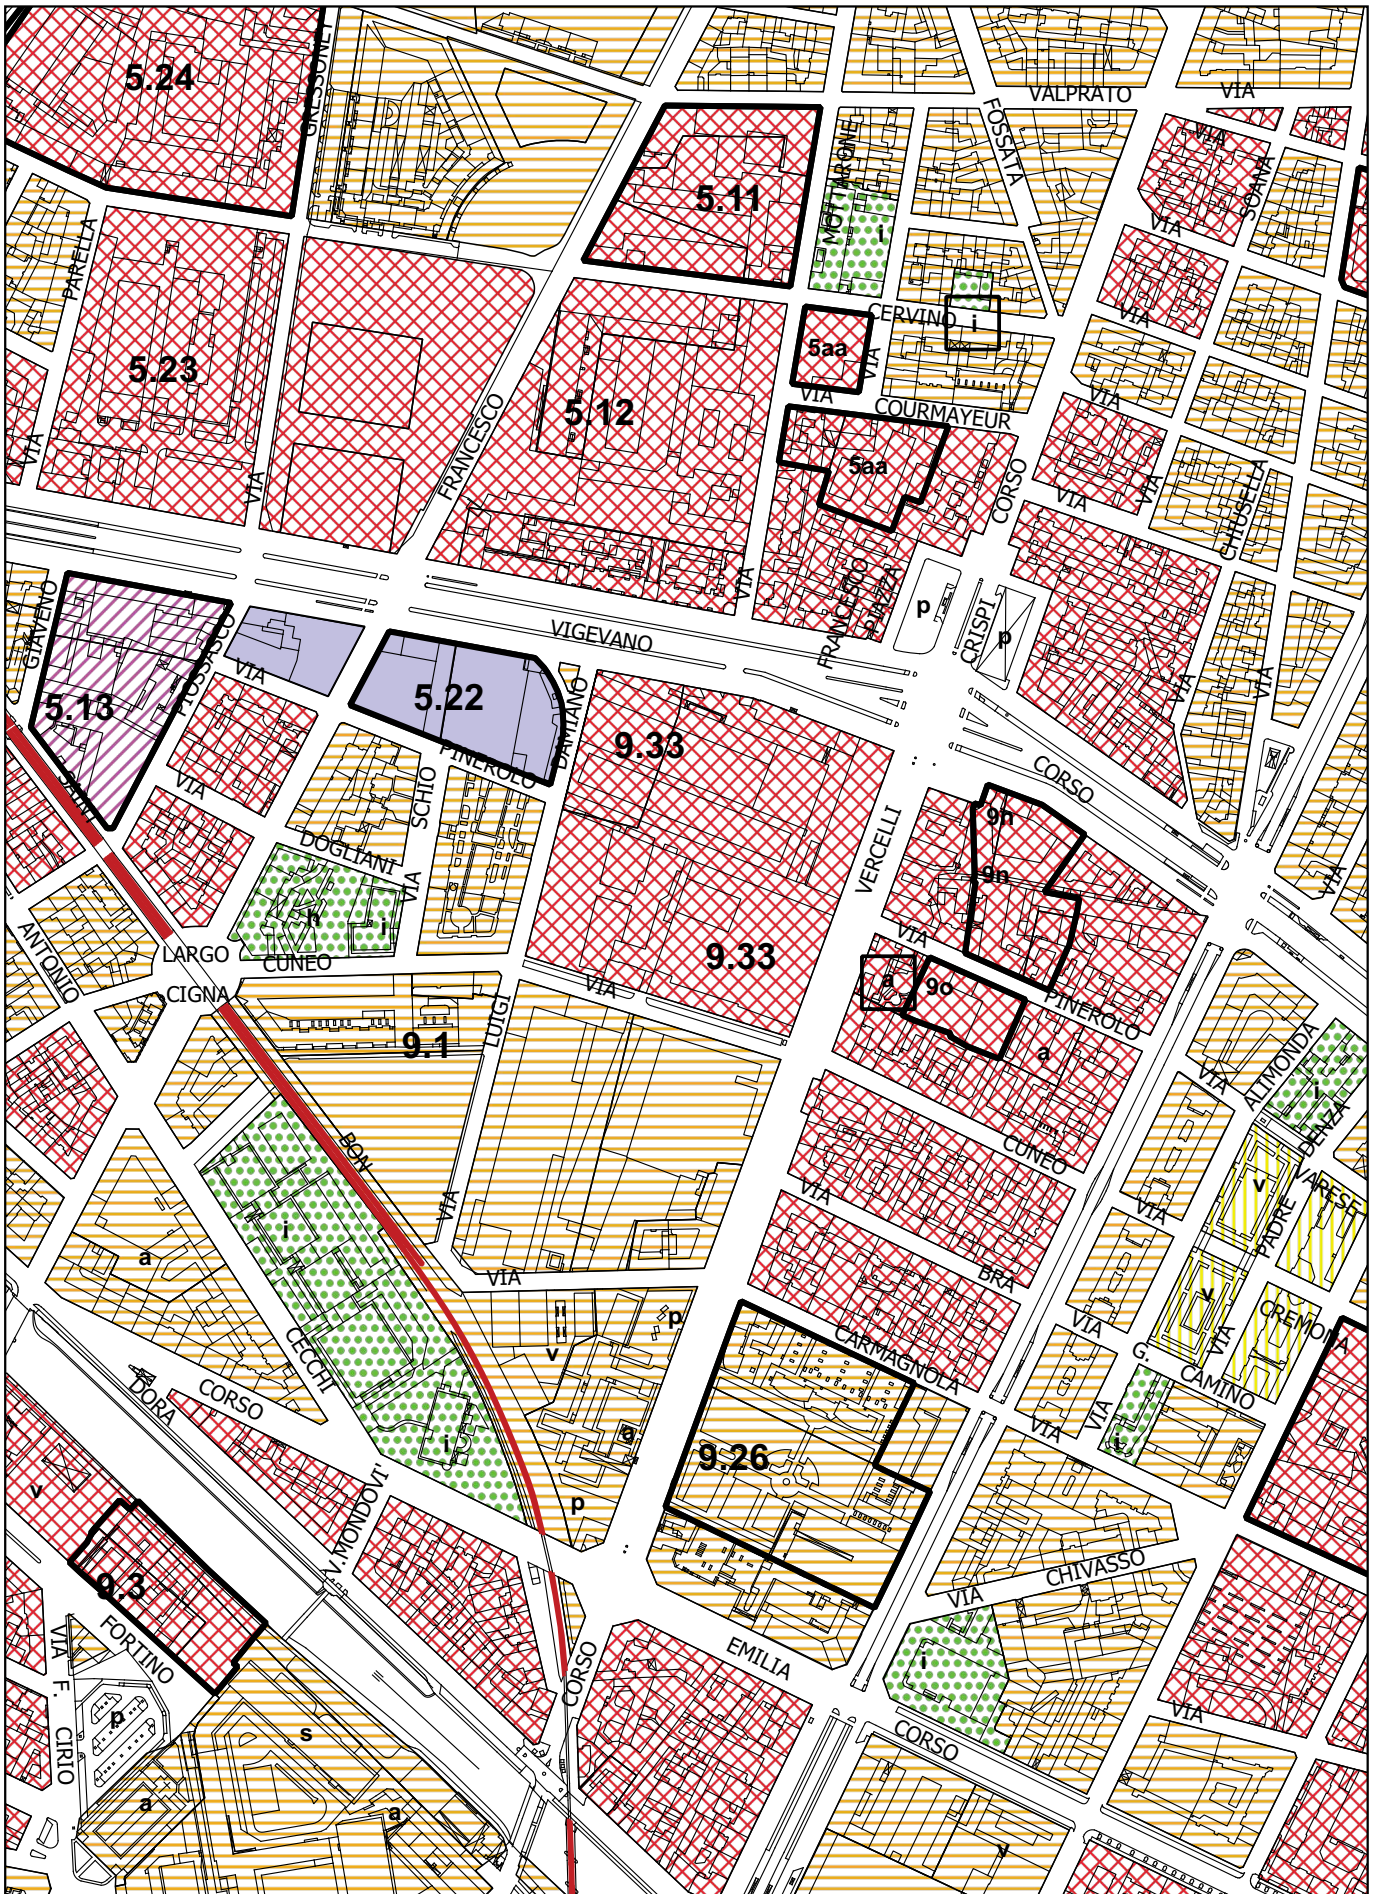 5.24
GRESSONEY
VALPRATO
VIA
FOSSATA
VIA
MOTTARONE
5.11
SOANA
PARELLA
i
VIA
CERVINO
i
VIA
5aa
VIA
5.23
5.12
VIA
COURMAYEUR
VIA
FRANCESCO
5aa
VIA
VIA
CORSO
VIA
VIA
CHIUSELLA
VIA
FRANCESCO
PIAZZA
p
CRISPI
p
GIAVENO
PIOSSASCO
VIGEVANO
VIA
VIA
VIA
5.13
5.22
DAMIANO
9.33
PINEROLO
SAINT
VIA
SCHIO
CORSO
9n
VERCELLI
DOGLIANI
VIA
9n
VIA
h
i
ANTONIO
LARGO
CUNEO
VIA
9.33
CIGNA
VIA
a
9o
PINEROLO
LUIGI
9.1
a
ALIMONDA
VIA
i
DENZA
BON
CUNEO
VIA
v
VARESE
VIA
VIA
PADRE
i
a
VIA
BRA
v
CREMONA
p
v
CARMAGNOLA
VIA
VIA
G.
CAMINO
CECCHI
DORA
CORSO
a
VIA
VIA
i
i
9.26
v
p
V.MONDOVI'
9.3
CHIVASSO
VIA
FORTINO
VIA F. CIRIO
EMILIA
i
CORSO
p
s
VIA
CORSO
a
a
v